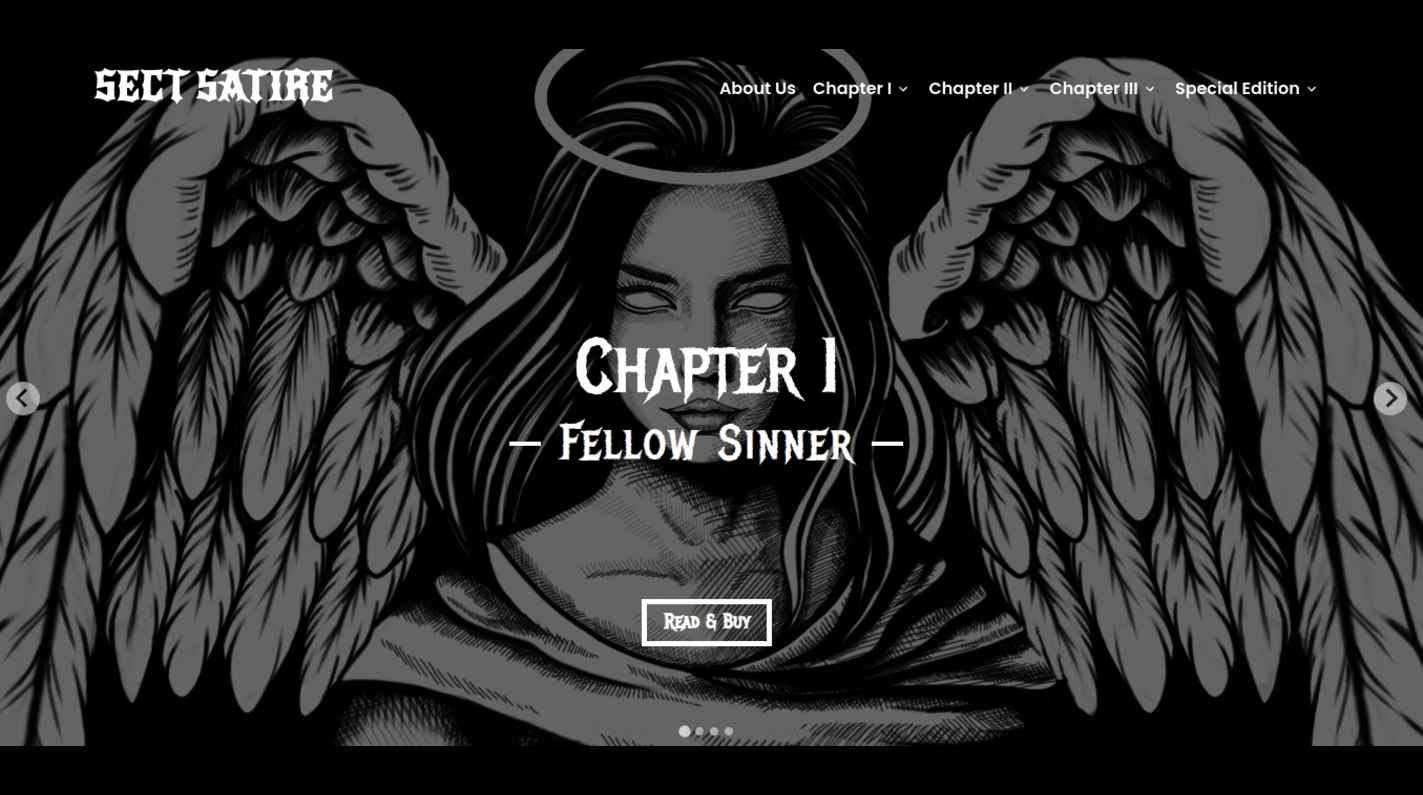 SECT SATIRE
About Us Chapter I Chapter II Chapter III Special Edition
Chapter I
Fellow Sinner
Read & Buy